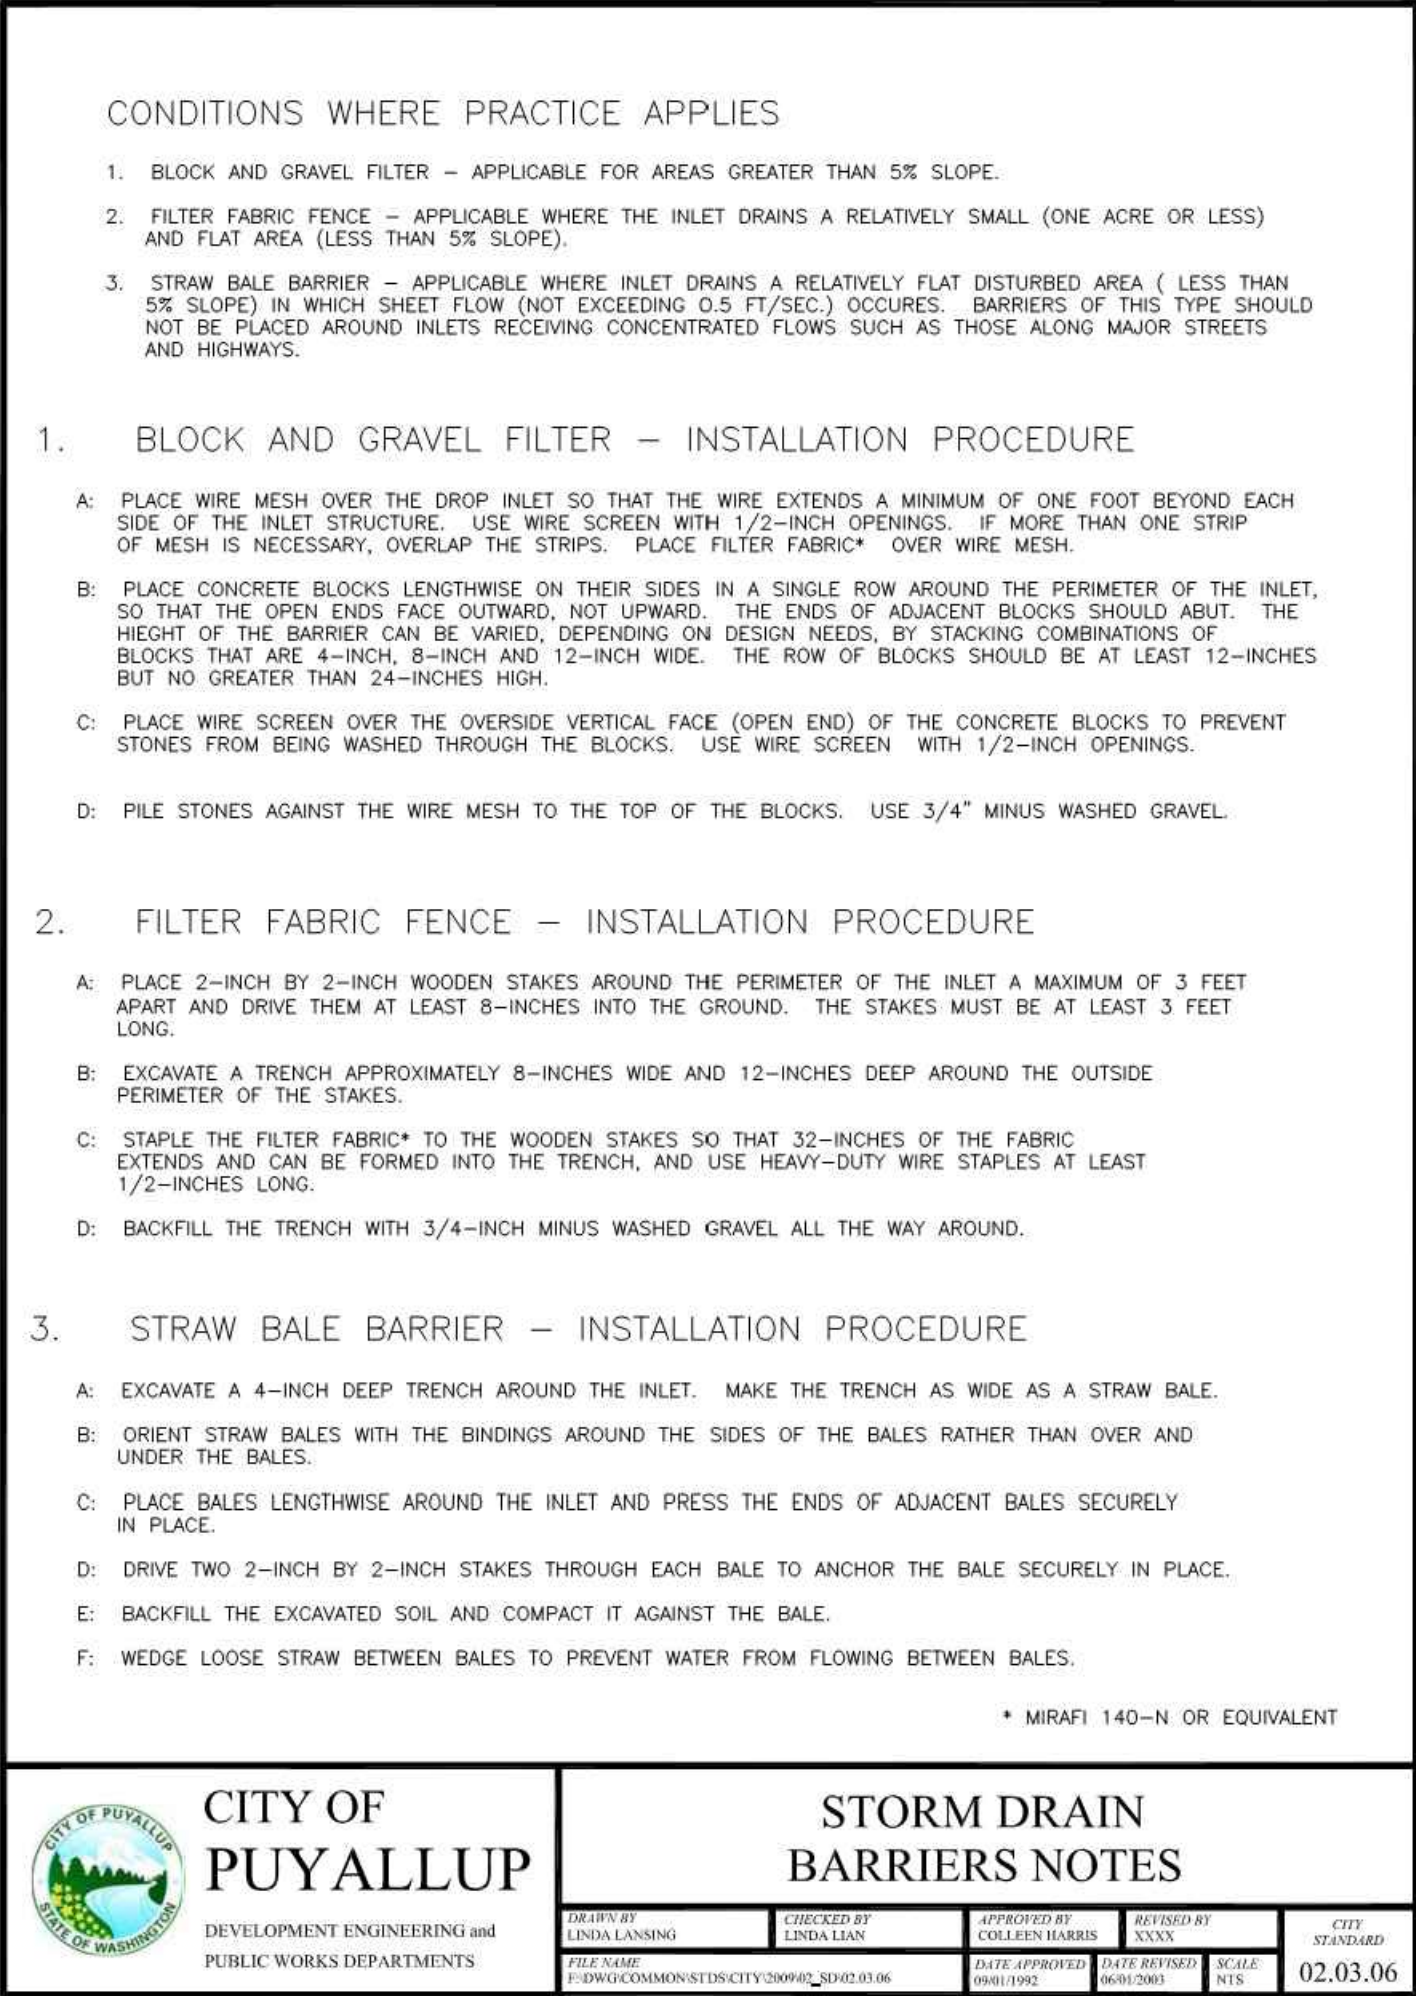 CONDITIONS WHERE PRACTICE APPLIES
1. BLOCK AND GRAVEL FILTER – APPLICABLE FOR AREAS GREATER THAN 5% SLOPE.
2. FILTER FABRIC FENCE – APPLICABLE WHERE THE INLET DRAINS A RELATIVELY SMALL (ONE ACRE OR LESS)
AND FLAT AREA (LESS THAN 5% SLOPE).
3. STRAW BALE BARRIER – APPLICABLE WHERE INLET DRAINS A RELATIVELY FLAT DISTURBED AREA ( LESS THAN
5% SLOPE) IN WHICH SHEET FLOW (NOT EXCEEDING 0.5 FT/SEC.) OCCURES. BARRIERS OF THIS TYPE SHOULD
NOT BE PLACED AROUND INLETS RECEIVING CONCENTRATED FLOWS SUCH AS THOSE ALONG MAJOR STREETS
AND HIGHWAYS.
1. BLOCK AND GRAVEL FILTER – INSTALLATION PROCEDURE
A: PLACE WIRE MESH OVER THE DROP INLET SO THAT THE WIRE EXTENDS A MINIMUM OF ONE FOOT BEYOND EACH
SIDE OF THE INLET STRUCTURE. USE WIRE SCREEN WITH 1/2–INCH OPENINGS. IF MORE THAN ONE STRIP
OF MESH IS NECESSARY, OVERLAP THE STRIPS. PLACE FILTER FABRIC* OVER WIRE MESH.
B: PLACE CONCRETE BLOCKS LENGTHWISE ON THEIR SIDES IN A SINGLE ROW AROUND THE PERIMETER OF THE INLET,
SO THAT THE OPEN ENDS FACE OUTWARD, NOT UPWARD. THE ENDS OF ADJACENT BLOCKS SHOULD ABUT. THE
HIEGHT OF THE BARRIER CAN BE VARIED, DEPENDING ON DESIGN NEEDS, BY STACKING COMBINATIONS OF
BLOCKS THAT ARE 4–INCH, 8–INCH AND 12–INCH WIDE. THE ROW OF BLOCKS SHOULD BE AT LEAST 12–INCHES
BUT NO GREATER THAN 24–INCHES HIGH.
C: PLACE WIRE SCREEN OVER THE OVERSIDE VERTICAL FACE (OPEN END) OF THE CONCRETE BLOCKS TO PREVENT
STONES FROM BEING WASHED THROUGH THE BLOCKS. USE WIRE SCREEN WITH 1/2–INCH OPENINGS.
D: PILE STONES AGAINST THE WIRE MESH TO THE TOP OF THE BLOCKS. USE 3/4" MINUS WASHED GRAVEL.
2. FILTER FABRIC FENCE – INSTALLATION PROCEDURE
A: PLACE 2–INCH BY 2–INCH WOODEN STAKES AROUND THE PERIMETER OF THE INLET A MAXIMUM OF 3 FEET
APART AND DRIVE THEM AT LEAST 8–INCHES INTO THE GROUND. THE STAKES MUST BE AT LEAST 3 FEET
LONG.
B: EXCAVATE A TRENCH APPROXIMATELY 8–INCHES WIDE AND 12–INCHES DEEP AROUND THE OUTSIDE
PERIMETER OF THE STAKES.
C: STAPLE THE FILTER FABRIC* TO THE WOODEN STAKES SO THAT 32–INCHES OF THE FABRIC
EXTENDS AND CAN BE FORMED INTO THE TRENCH, AND USE HEAVY–DUTY WIRE STAPLES AT LEAST
1/2–INCHES LONG.
D: BACKFILL THE TRENCH WITH 3/4–INCH MINUS WASHED GRAVEL ALL THE WAY AROUND.
3. STRAW BALE BARRIER – INSTALLATION PROCEDURE
A: EXCAVATE A 4–INCH DEEP TRENCH AROUND THE INLET. MAKE THE TRENCH AS WIDE AS A STRAW BALE.
B: ORIENT STRAW BALES WITH THE BINDINGS AROUND THE SIDES OF THE BALES RATHER THAN OVER AND
UNDER THE BALES.
C: PLACE BALES LENGTHWISE AROUND THE INLET AND PRESS THE ENDS OF ADJACENT BALES SECURELY
IN PLACE.
D: DRIVE TWO 2–INCH BY 2–INCH STAKES THROUGH EACH BALE TO ANCHOR THE BALE SECURELY IN PLACE.
E: BACKFILL THE EXCAVATED SOIL AND COMPACT IT AGAINST THE BALE.
F: WEDGE LOOSE STRAW BETWEEN BALES TO PREVENT WATER FROM FLOWING BETWEEN BALES.
* MIRAFI 140–N OR EQUIVALENT
CITY OF PUYALLUP
STATE OF WASHINGTON
CITY OF
PUYALLUP
DEVELOPMENT ENGINEERING and
PUBLIC WORKS DEPARTMENTS
STORM DRAIN
BARRIERS NOTES
DRAWN BY
LINDA LANSING
CHECKED BY
LINDA LIAN
APPROVED BY
COLLEEN HARRIS
REVISED BY
XXXX
FILE NAME
F:\DWG\COMMON\STDS\CITY\2009\02_SD\02.03.06
DATE APPROVED
09/01/1992
DATE REVISED
06/01/2003
SCALE
NTS
CITY
STANDARD
02.03.06